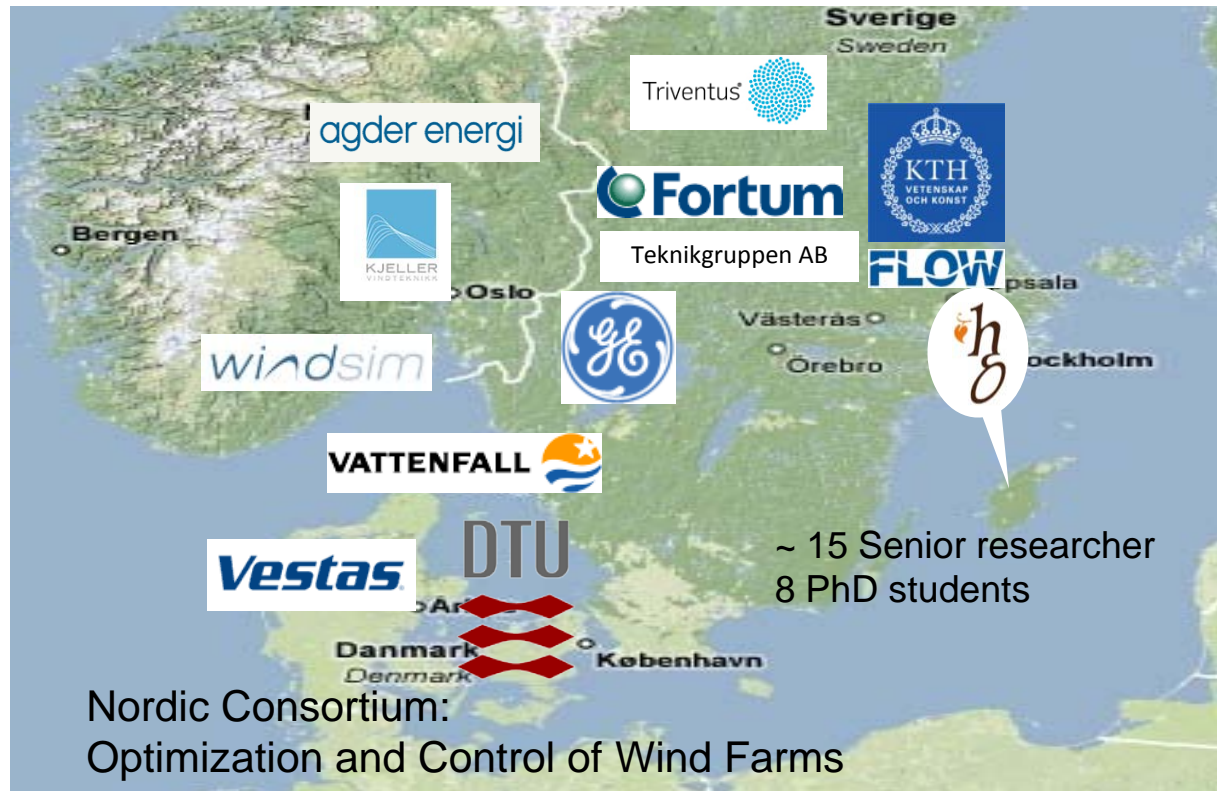 Sverige
Sweden
Triventus
agder energi
KTH
VETENSKAP
OCH KONST
Fortum
Bergen
Teknikgruppen AB
KJELLER
VINDTEKNIKK
FLOW
psala
Oslo
GE
Västerås
hg
Örebro
ockholm
windsim
VATTENFALL
DTU
~ 15 Senior researcher
8 PhD students
Vestas
Danmark
Denmark
København
Nordic Consortium:
Optimization and Control of Wind Farms